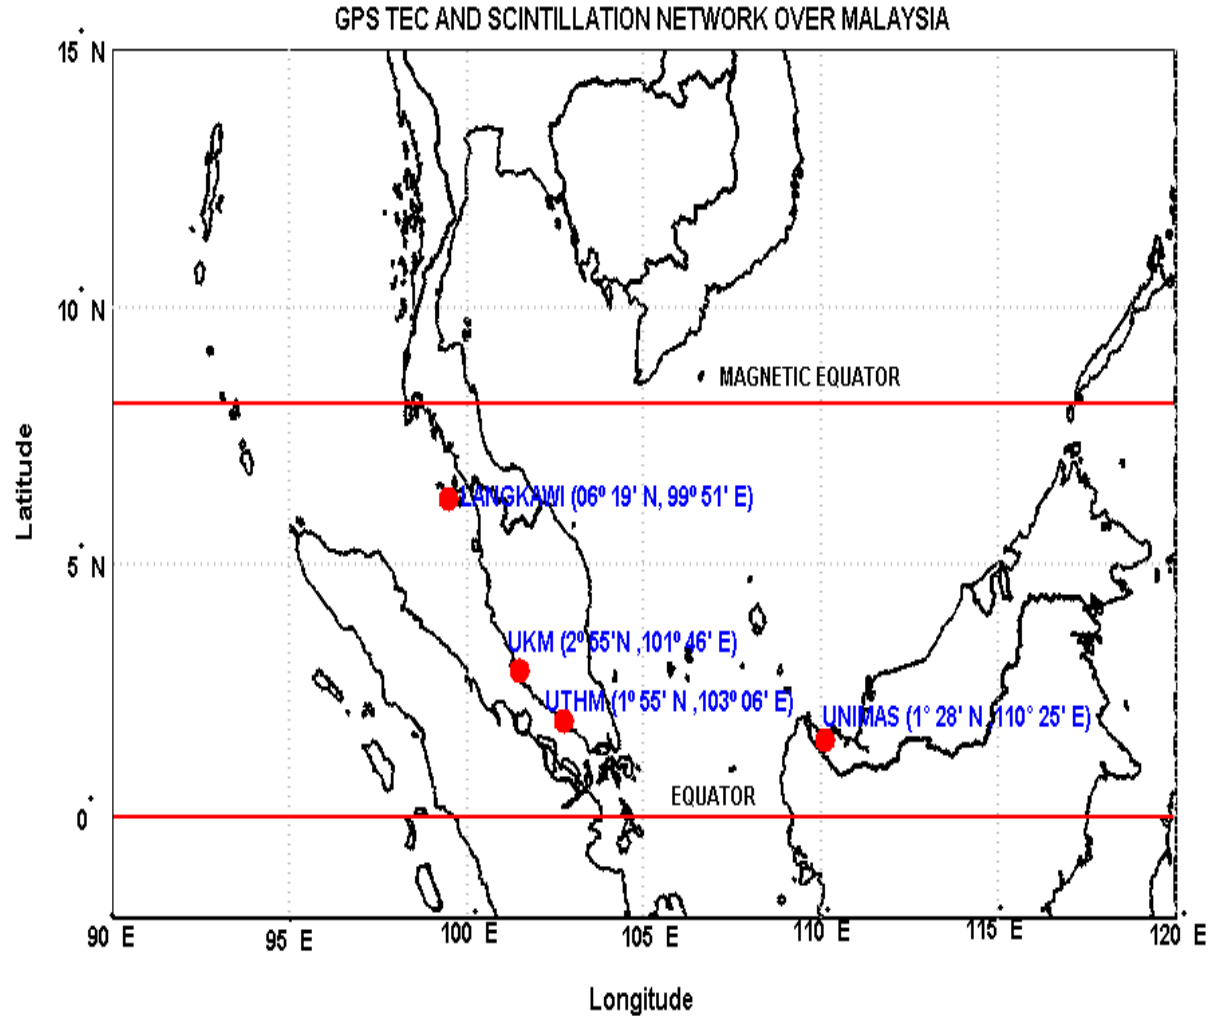 GPS TEC AND SCINTILLATION NETWORK OVER MALAYSIA
15° N
10° N
MAGNETIC EQUATOR
LANGKAWI (06º 19' N, 99º 51' E)
5° N
UKM (2º 55'N ,101º 46' E)
UTHM (1º 55' N ,103º 06' E)
UNIMAS (1° 28' N ,110° 25' E)
EQUATOR
0°
90° E 95° E 100° E 105° E 110° E 115° E 120° E
Longitude
Latitude